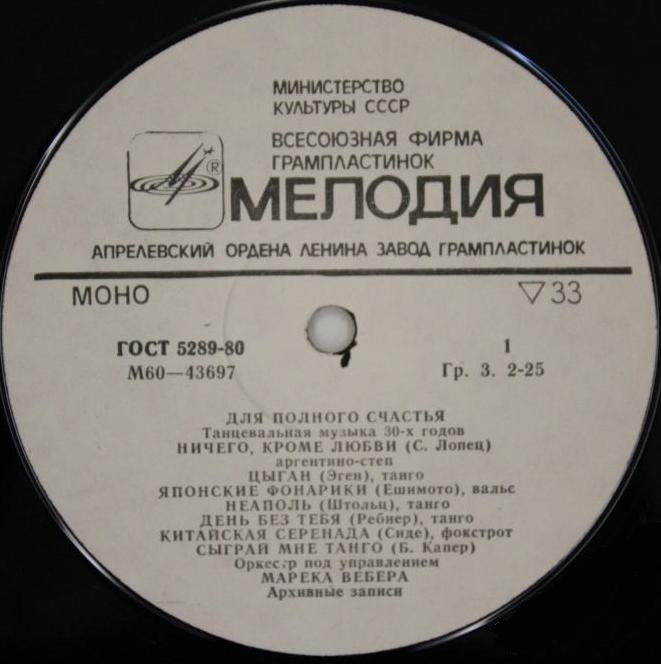 МИНИСТЕРСТВО
КУЛЬТУРЫ СССР
ВСЕСОЮЗНАЯ ФИРМА
ГРАМПЛАСТИНОК
®
МЕЛОДИЯ
АПРЕЛЕВСКИЙ ОРДЕНА ЛЕНИНА ЗАВОД ГРАМПЛАСТИНОК
МОНО ▽33
ГОСТ 5289-80 1
М60—43697 Гр. 3. 2-25
ДЛЯ ПОЛНОГО СЧАСТЬЯ
Танцевальная музыка 30-х годов
НИЧЕГО, КРОМЕ ЛЮБВИ (С. Лопец)
аргентино-степ
ЦЫГАН (Эген), танго
ЯПОНСКИЕ ФОНАРИКИ (Ешимото), вальс
НЕАПОЛЬ (Штольц), танго
ДЕНЬ БЕЗ ТЕБЯ (Ребнер), танго
КИТАЙСКАЯ СЕРЕНАДА (Сиде), фокстрот
СЫГРАЙ МНЕ ТАНГО (Б. Капер)
Оркестр под управлением
МАРЕКА ВЕБЕРА
Архивные записи